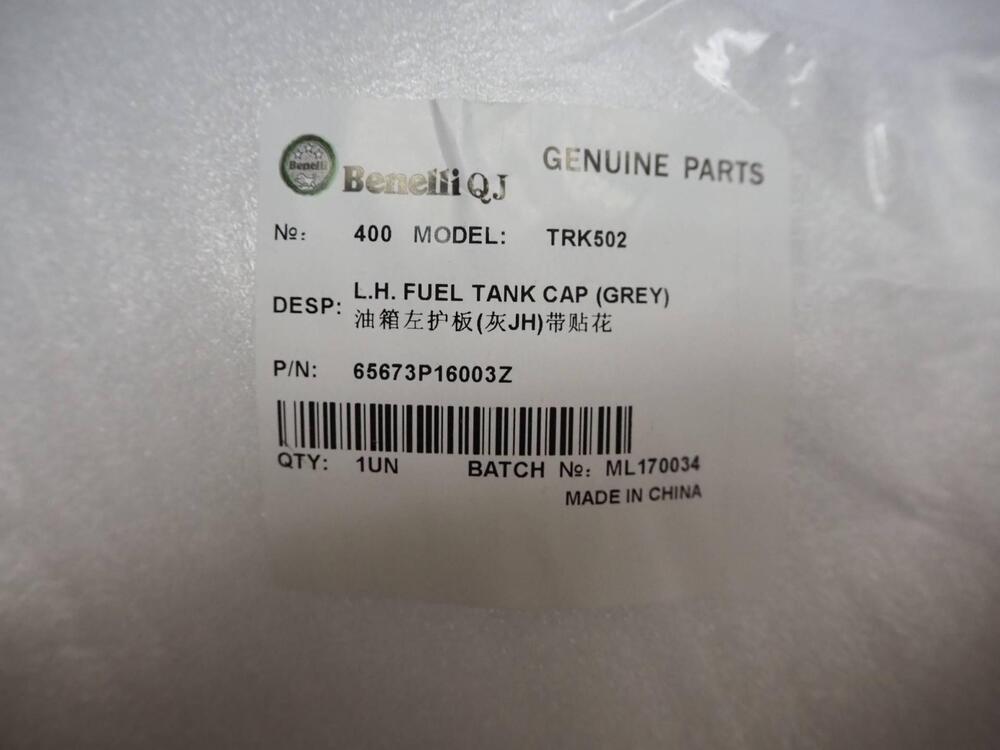 Benelli
Benelli QJ
GENUINE PARTS
№: 400 MODEL: TRK502
DESP: L.H. FUEL TANK CAP (GREY)
油箱左护板(灰JH)带贴花
P/N: 65673P16003Z
QTY: 1UN BATCH №: ML170034
MADE IN CHINA